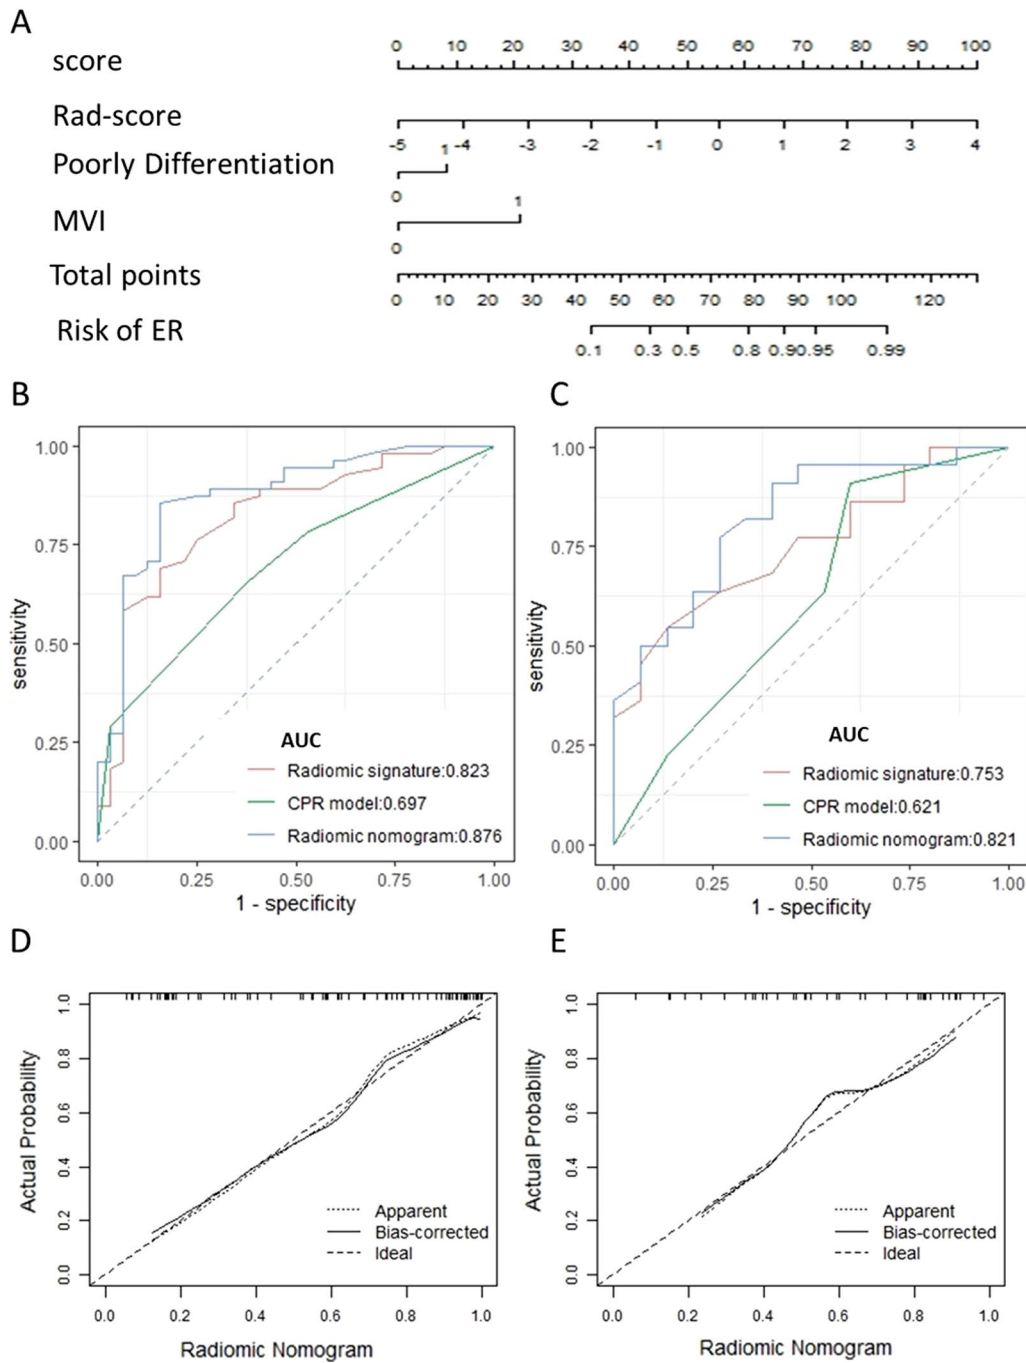 A
score
0 10 20 30 40 50 60 70 80 90 100
Rad-score
-5 -4 -3 -2 -1 0 1 2 3 4
Poorly Differentiation
1
0
MVI
1
0
Total points
0 10 20 30 40 50 60 70 80 90 100 120
Risk of ER
0.1 0.3 0.5 0.8 0.90 0.95 0.99
B
1.00
0.75
0.50
0.25
0.00
sensitivity
AUC
Radiomic signature:0.823
CPR model:0.697
Radiomic nomogram:0.876
0.00 0.25 0.50 0.75 1.00
1 - specificity
C
1.00
0.75
0.50
0.25
0.00
sensitivity
AUC
Radiomic signature:0.753
CPR model:0.621
Radiomic nomogram:0.821
0.00 0.25 0.50 0.75 1.00
1 - specificity
D
1.0
0.8
0.6
0.4
0.2
0.0
Actual Probability
Apparent
Bias-corrected
Ideal
0.0 0.2 0.4 0.6 0.8 1.0
Radiomic Nomogram
E
1.0
0.8
0.6
0.4
0.2
0.0
Actual Probability
Apparent
Bias-corrected
Ideal
0.0 0.2 0.4 0.6 0.8 1.0
Radiomic Nomogram